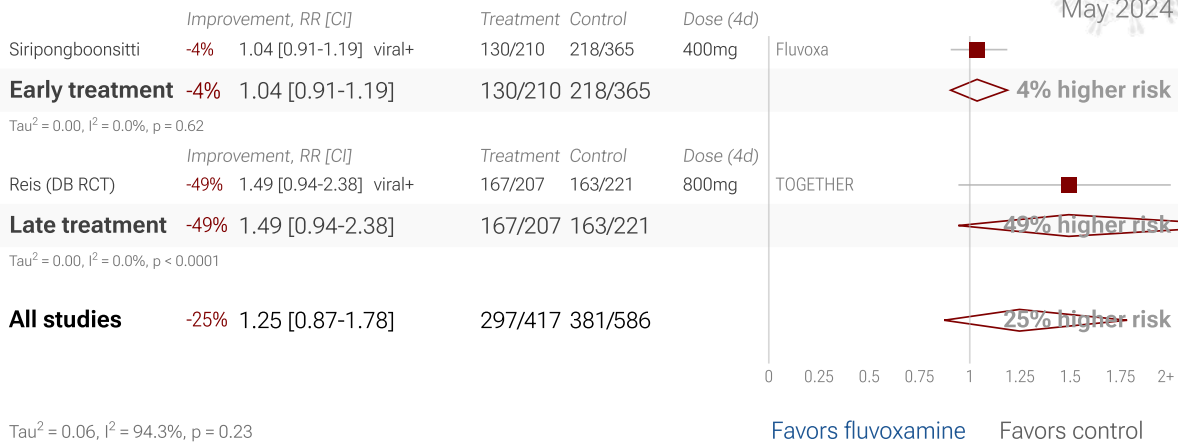 May 2024
Improvement, RR [CI] Treatment Control Dose (4d)
Siripongboonsitti -4% 1.04 [0.91-1.19] viral+ 130/210 218/365 400mg Fluvoxa
Early treatment -4% 1.04 [0.91-1.19] 130/210 218/365 4% higher risk
Tau2 = 0.00, I2 = 0.0%, p = 0.62
Improvement, RR [CI] Treatment Control Dose (4d)
Reis (DB RCT) -49% 1.49 [0.94-2.38] viral+ 167/207 163/221 800mg TOGETHER
Late treatment -49% 1.49 [0.94-2.38] 167/207 163/221 49% higher risk
Tau2 = 0.00, I2 = 0.0%, p < 0.0001
All studies -25% 1.25 [0.87-1.78] 297/417 381/586 25% higher risk
0 0.25 0.5 0.75 1 1.25 1.5 1.75 2+
Tau2 = 0.06, I2 = 94.3%, p = 0.23 Favors fluvoxamine Favors control